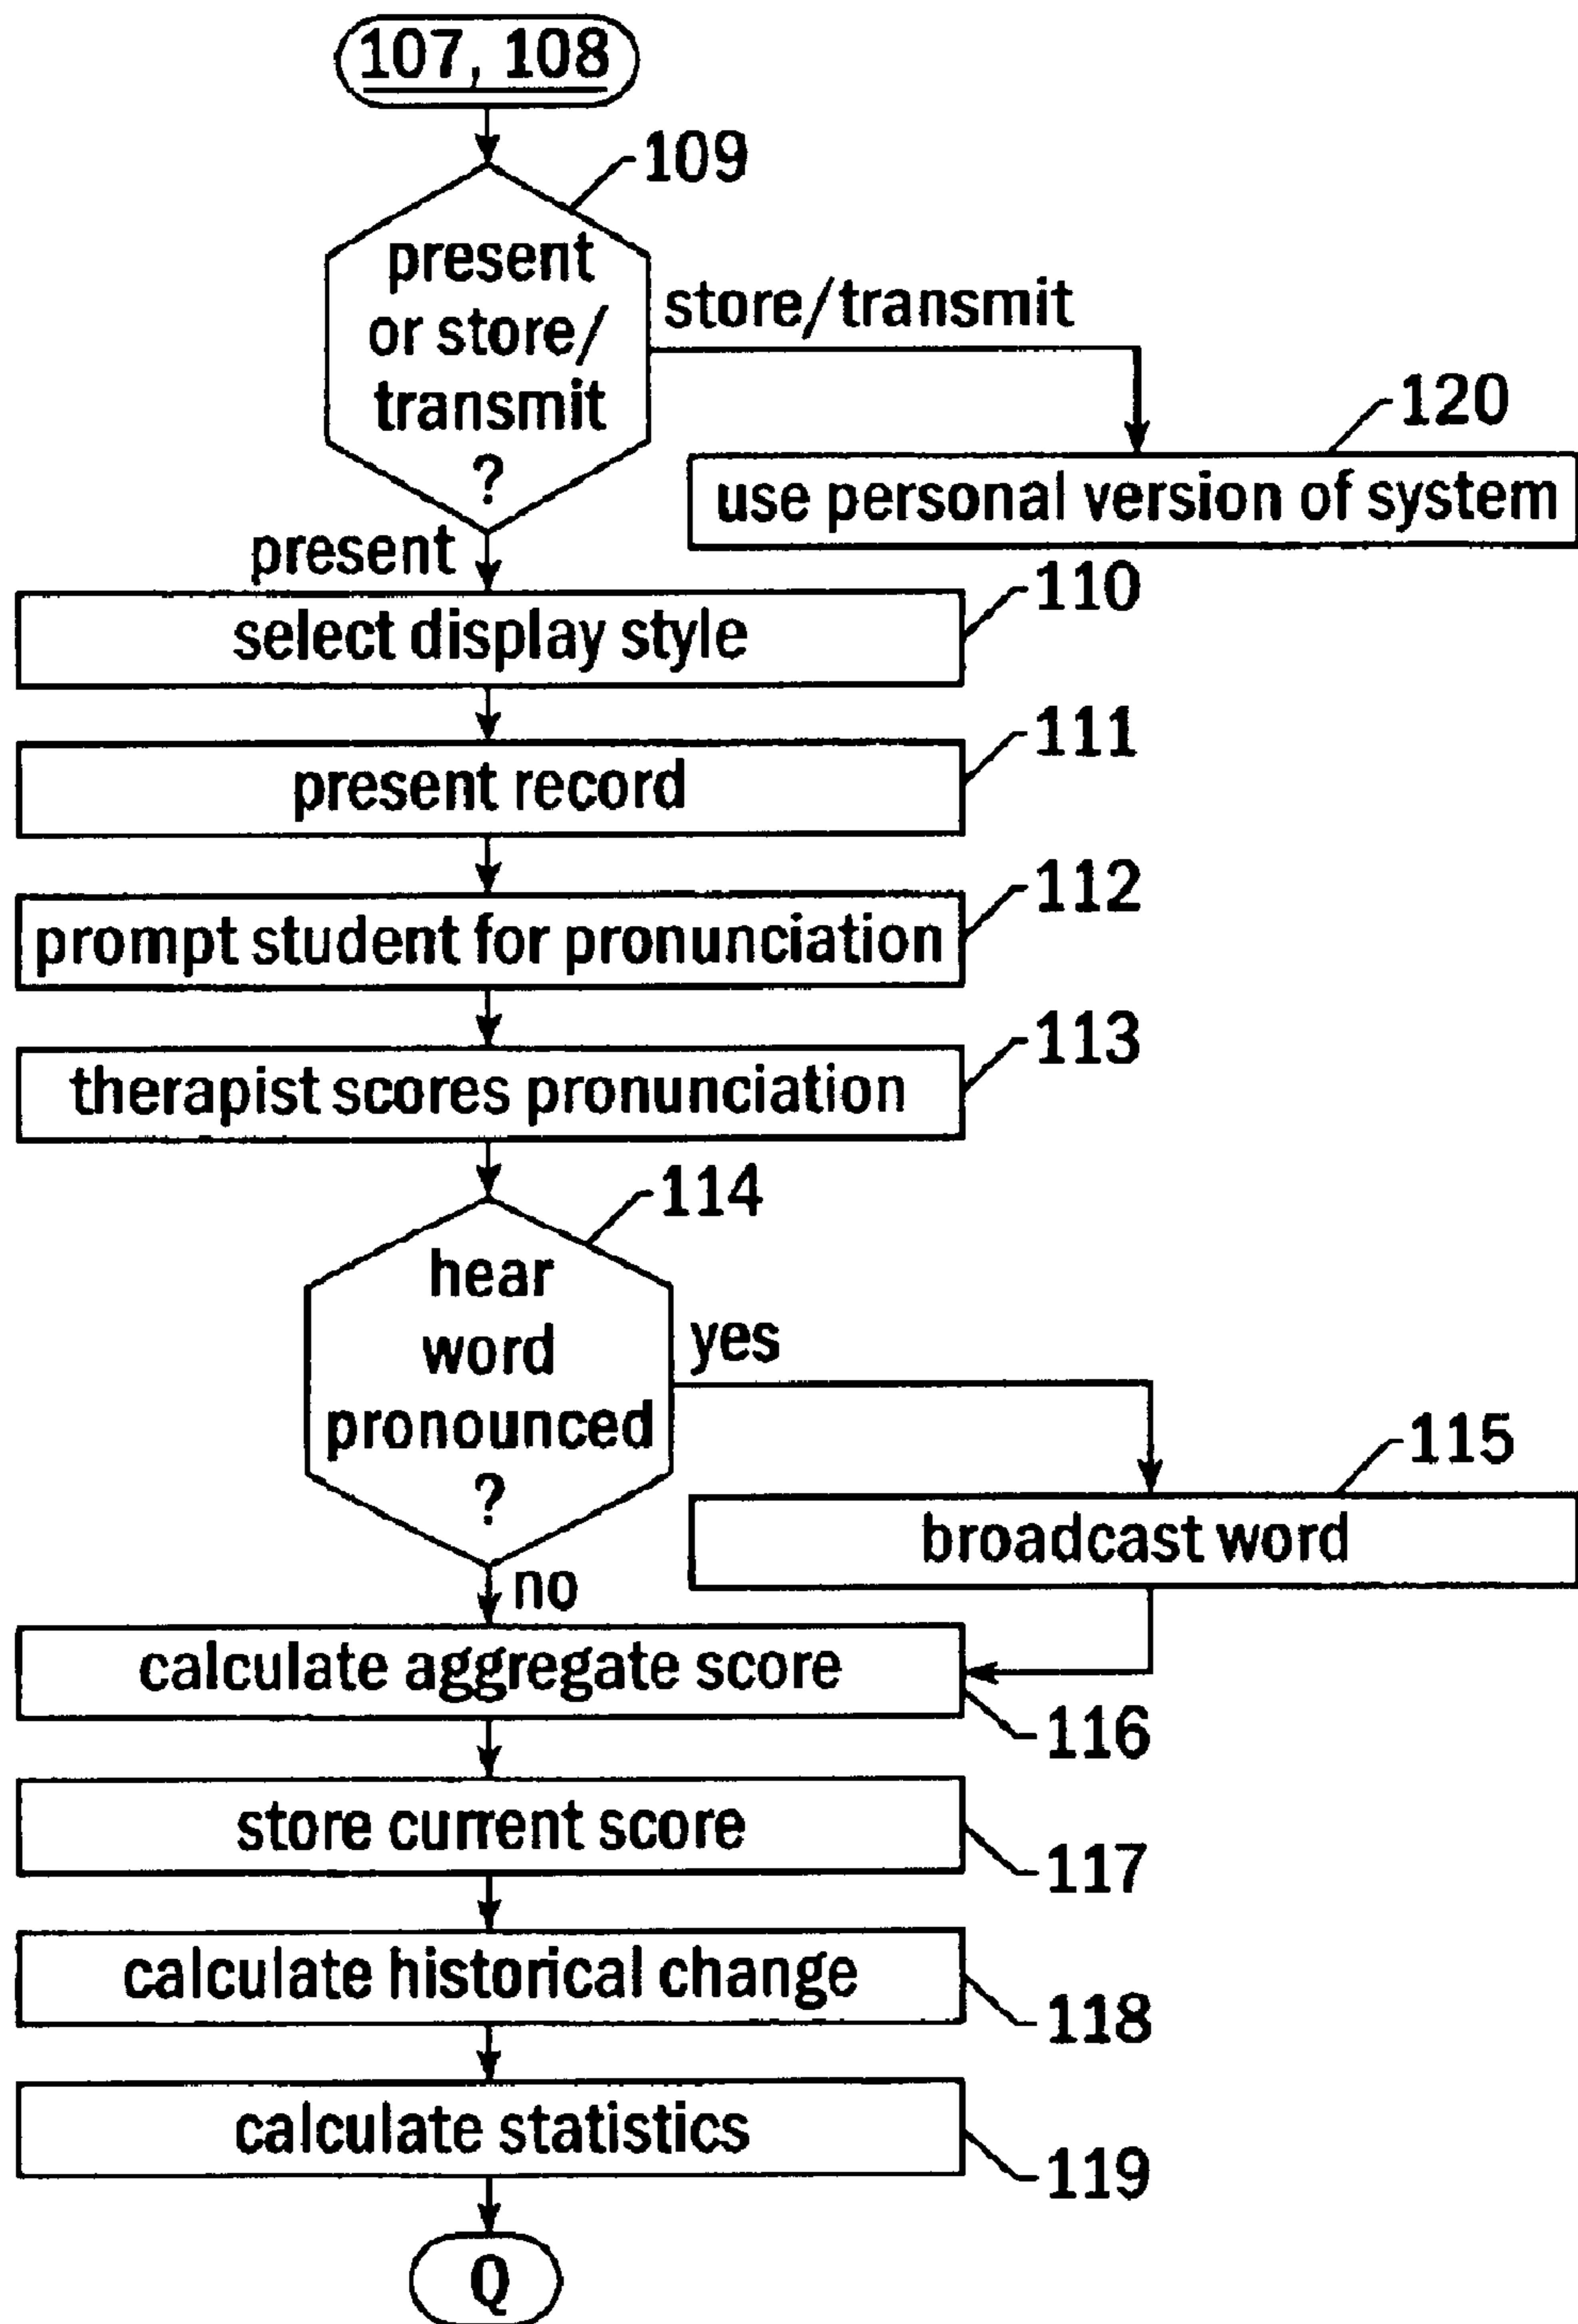 107, 108
109
present
or store/
transmit
?
store/transmit
120
use personal version of system
present
110
select display style
111
present record
112
prompt student for pronunciation
113
therapist scores pronunciation
114
hear
word
pronounced
?
yes
115
broadcast word
no
calculate aggregate score
116
store current score
117
calculate historical change
118
calculate statistics
119
Q